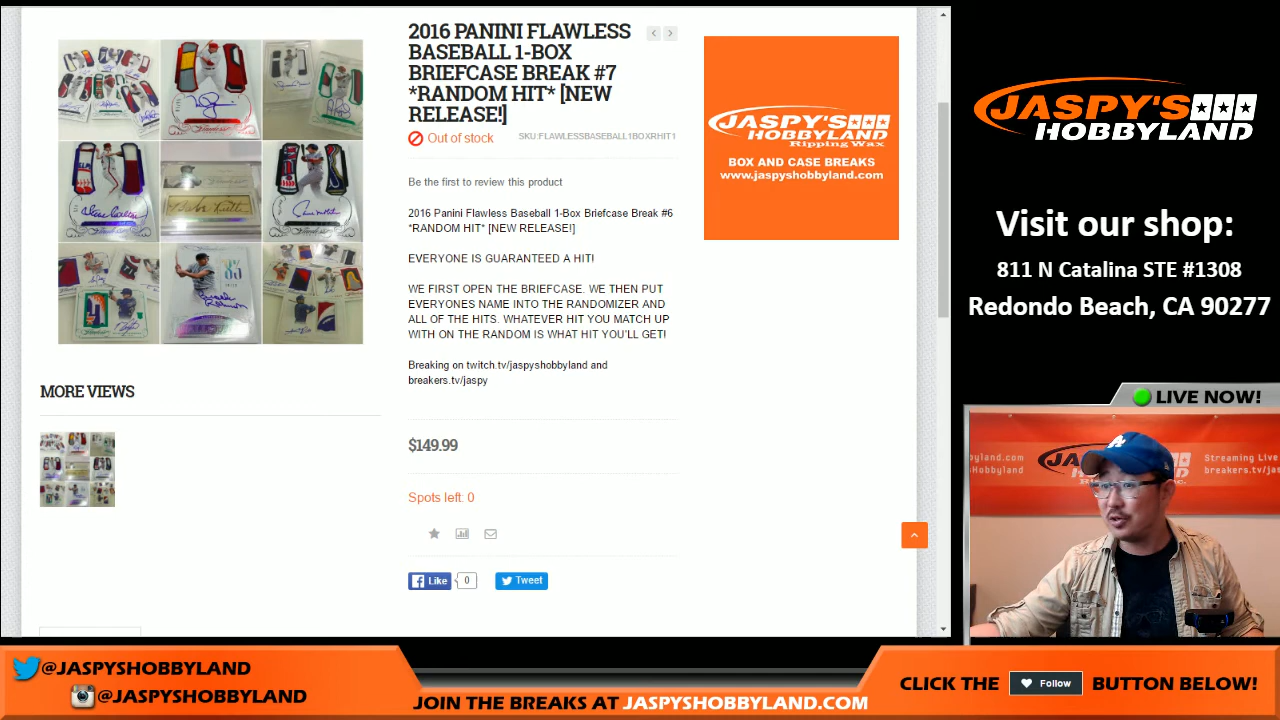 2016 PANINI FLAWLESS
BASEBALL 1-BOX
BRIEFCASE BREAK #7
*RANDOM HIT* [NEW
RELEASE!]
Out of stock
SKU:FLAWLESSBASEBALL1BOXRHIT1
Be the first to review this product
2016 Panini Flawless Baseball 1-Box Briefcase Break #6
*RANDOM HIT* [NEW RELEASE!]
EVERYONE IS GUARANTEED A HIT!
WE FIRST OPEN THE BRIEFCASE. WE THEN PUT
EVERYONES NAME INTO THE RANDOMIZER AND
ALL OF THE HITS. WHATEVER HIT YOU MATCH UP
WITH ON THE RANDOM IS WHAT HIT YOU'LL GET!
Breaking on twitch.tv/jaspyshobbyland and
breakers.tv/jaspy
MORE VIEWS
$149.99
Spots left: 0
Like
0
Tweet
JASPY'S
HOBBYLAND
Ripping Wax
BOX AND CASE BREAKS
www.jaspyshobbyland.com
JASPY'S
HOBBYLAND
Visit our shop:
811 N Catalina STE #1308
Redondo Beach, CA 90277
LIVE NOW!
Streaming Live
@JASPYSHOBBYLAND
@JASPYSHOBBYLAND
JOIN THE BREAKS AT JASPYSHOBBYLAND.COM
CLICK THE
Follow
BUTTON BELOW!